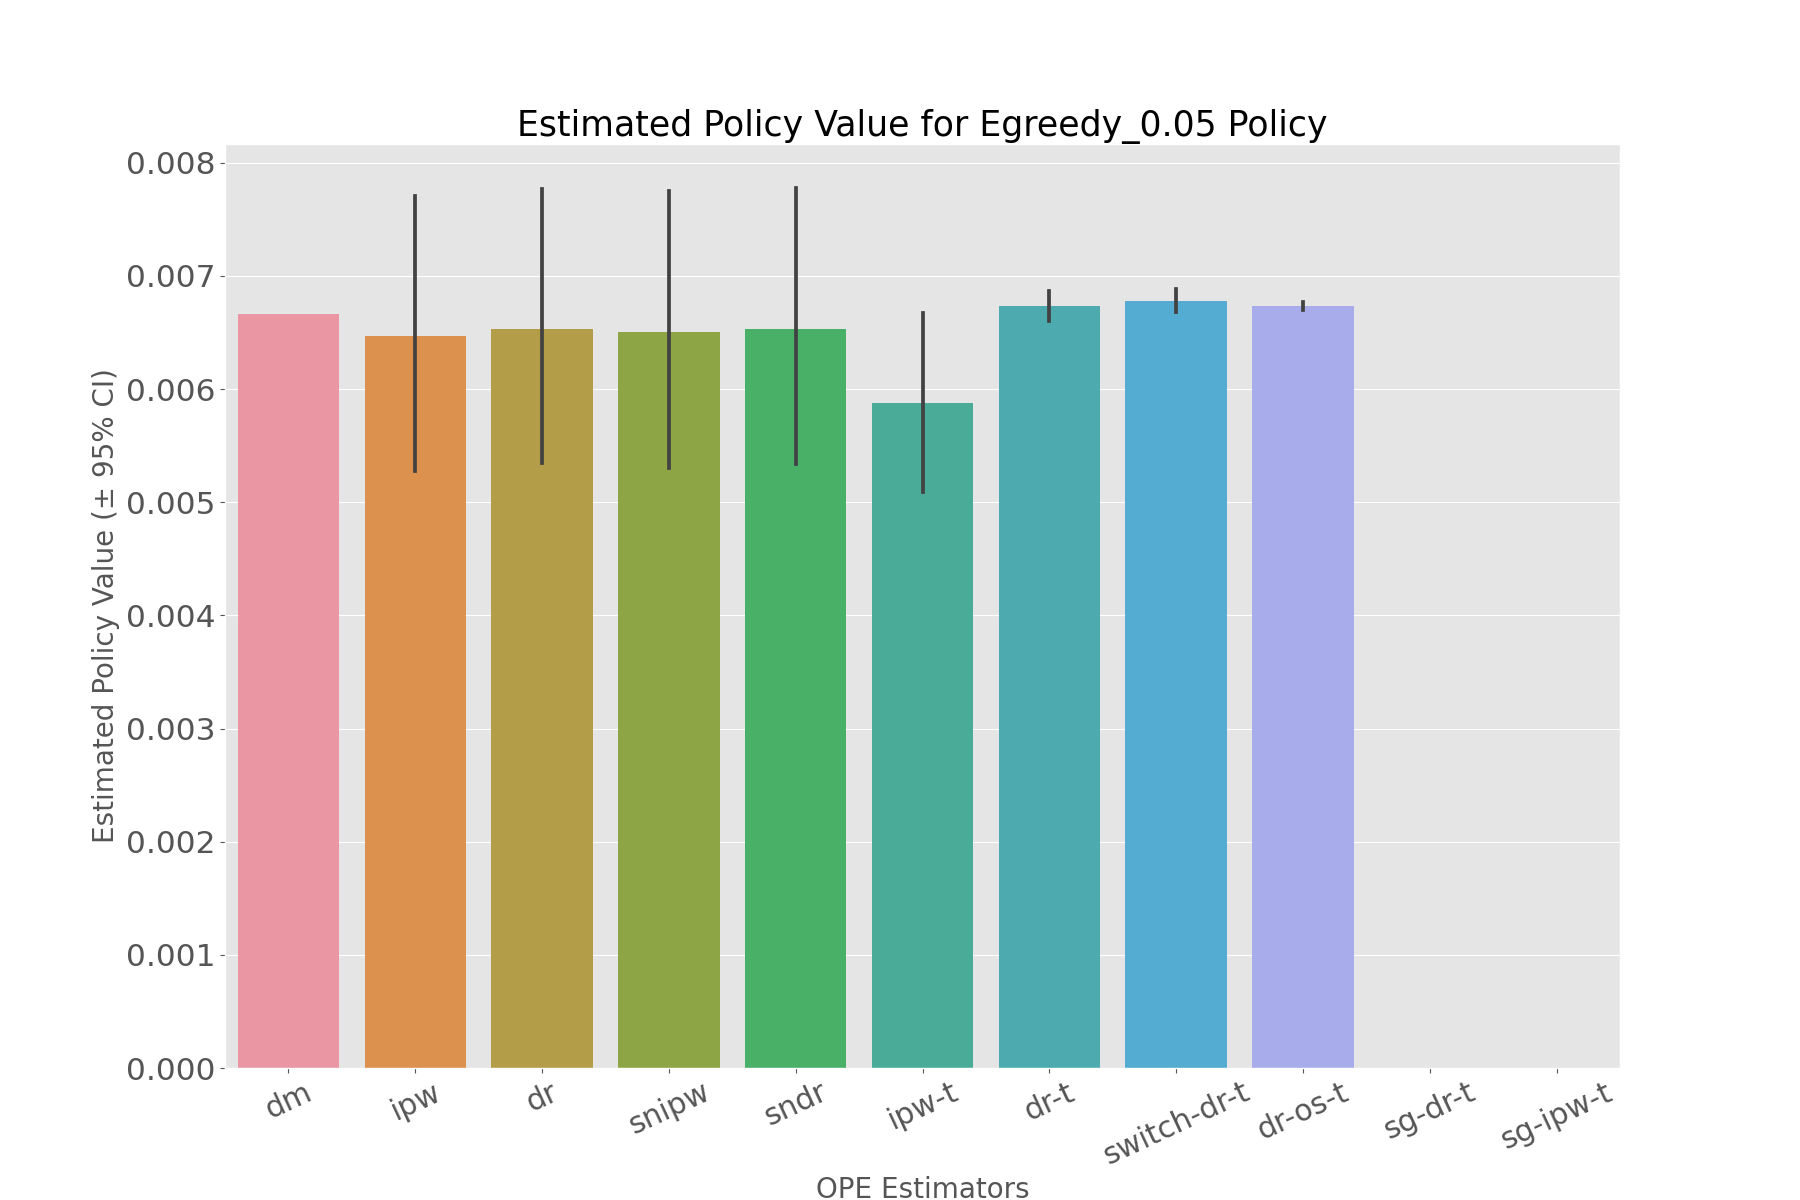 Estimated Policy Value for Egreedy_0.05 Policy
Estimated Policy Value (± 95% CI)
0.008
0.007
0.006
0.005
0.004
0.003
0.002
0.001
0.000
dm ipw dr snipw sndr ipw-t dr-t switch-dr-t dr-os-t sg-dr-t sg-ipw-t
OPE Estimators